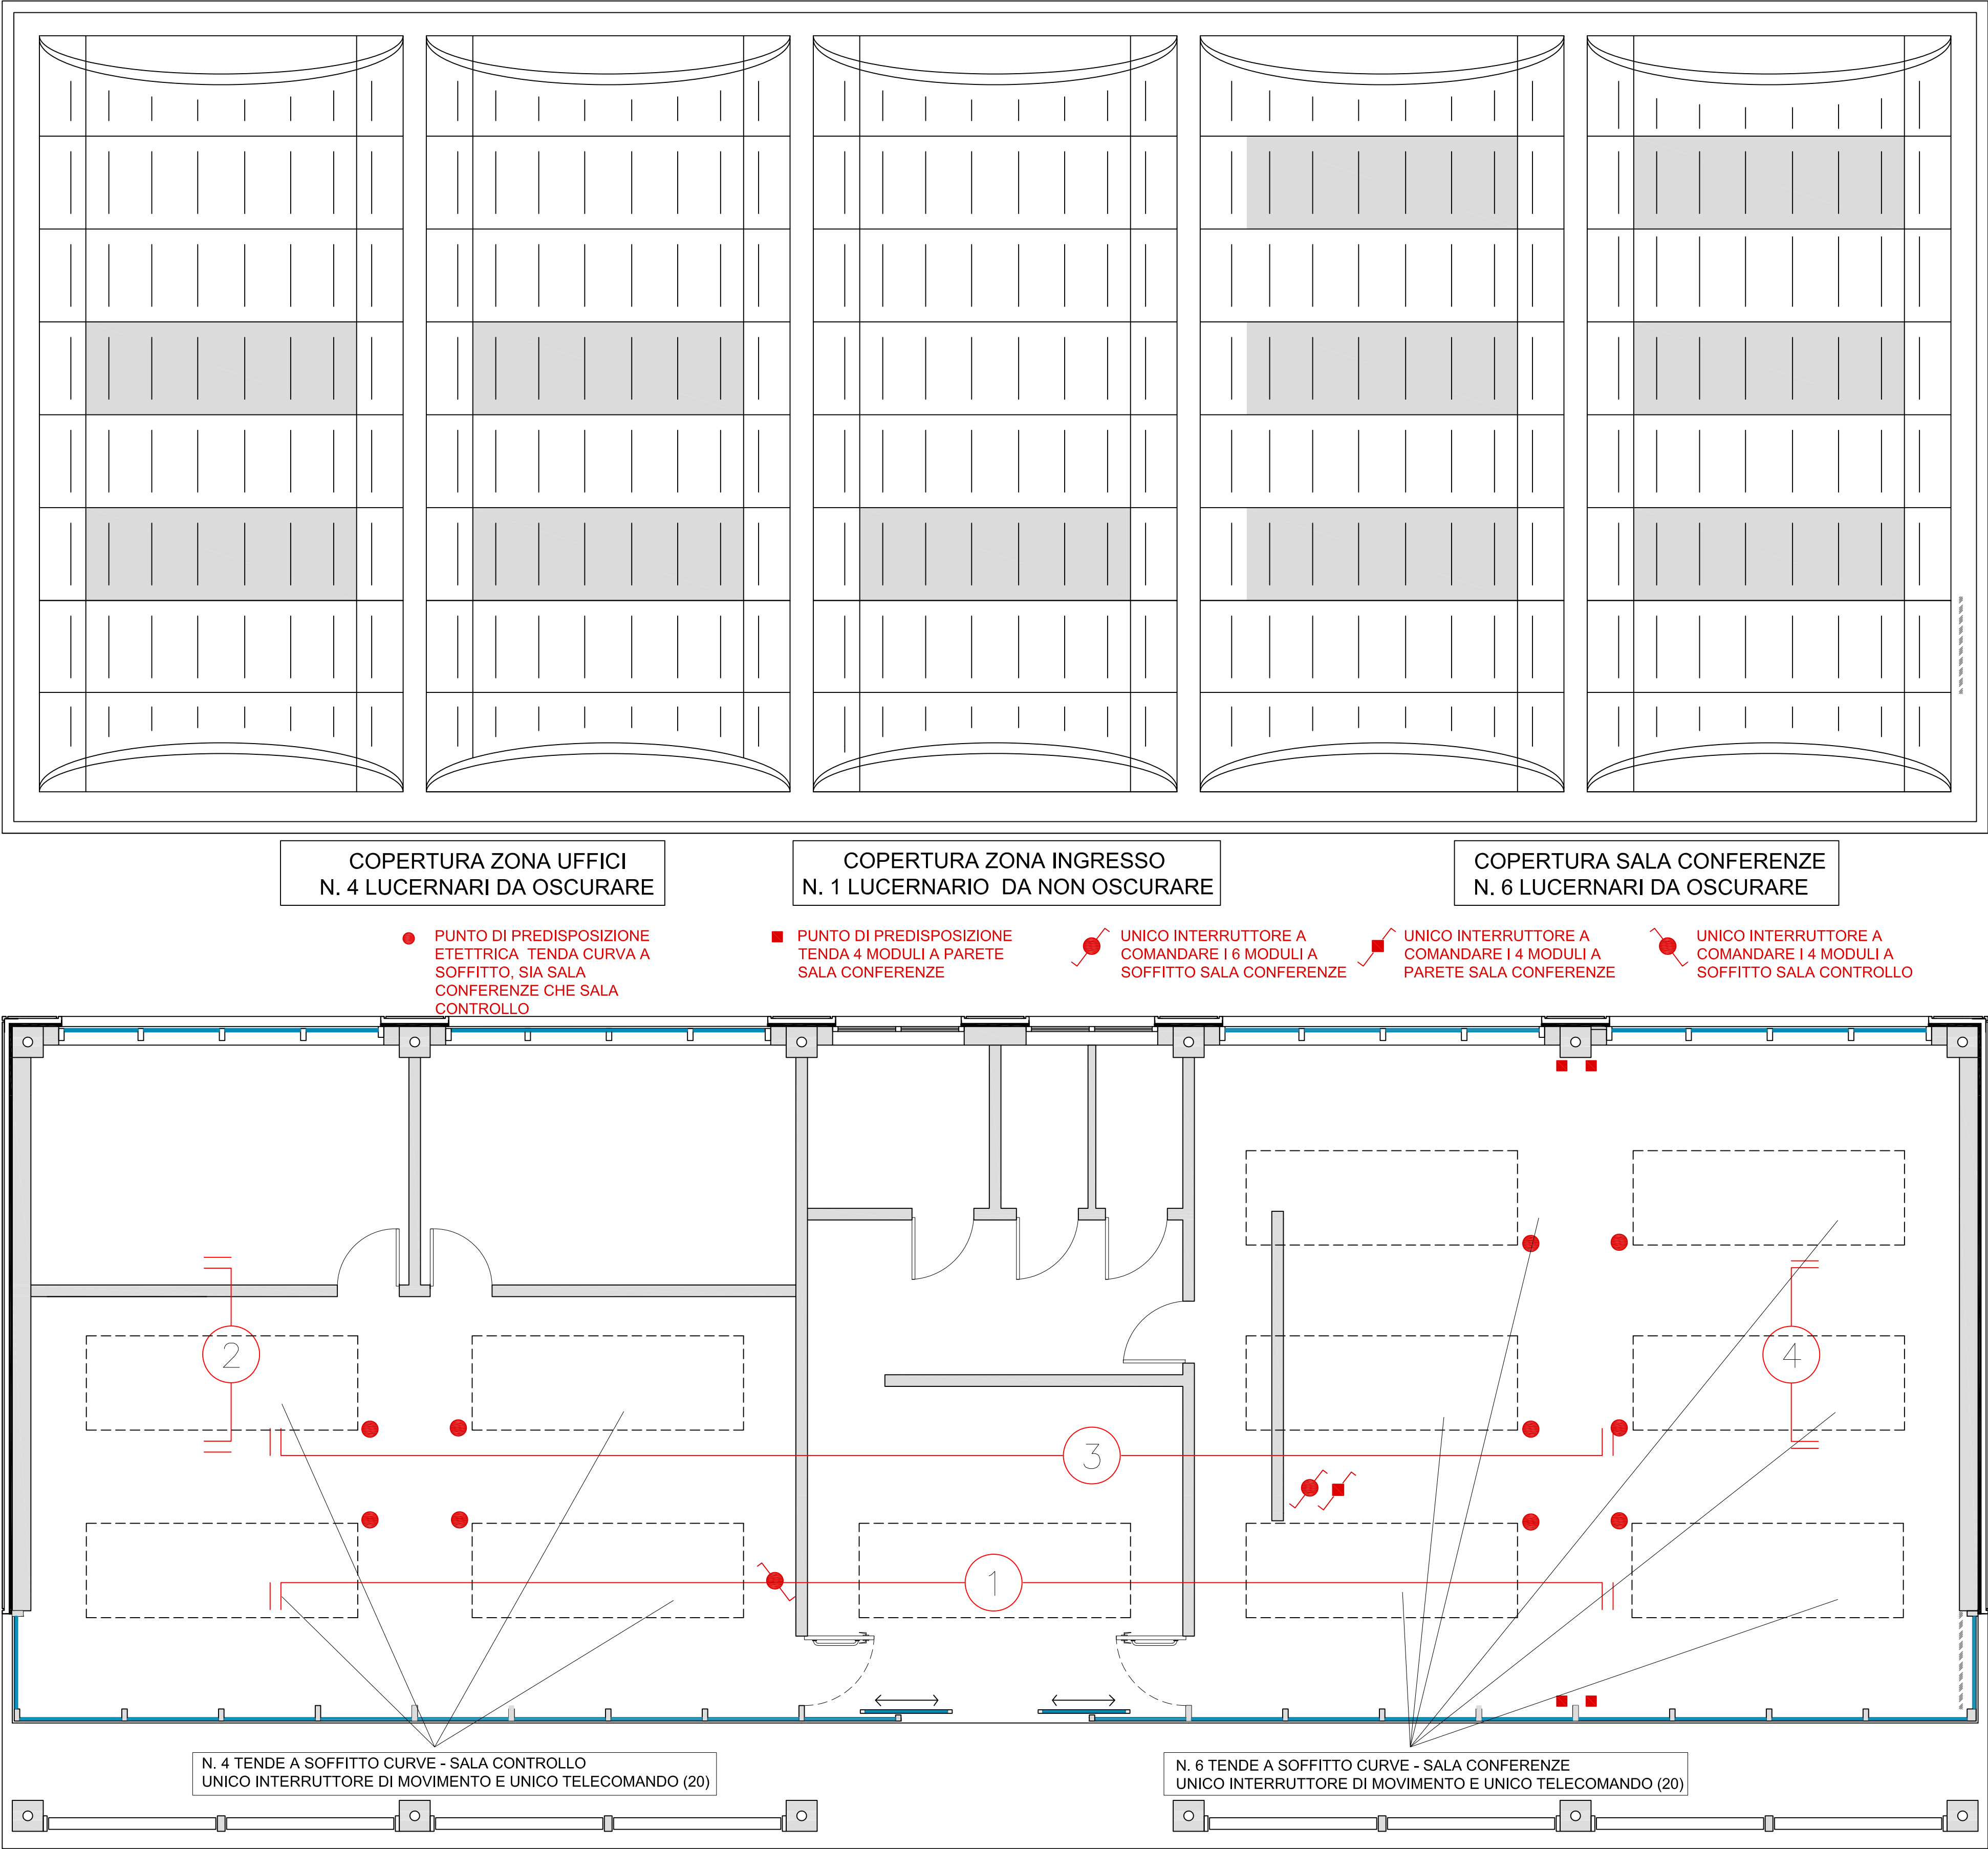 COPERTURA ZONA UFFICI
N. 4 LUCERNARI DA OSCURARE
COPERTURA ZONA INGRESSO
N. 1 LUCERNARIO DA NON OSCURARE
COPERTURA SALA CONFERENZE
N. 6 LUCERNARI DA OSCURARE
PUNTO DI PREDISPOSIZIONE
ETETTRICA TENDA CURVA A
SOFFITTO, SIA SALA
CONFERENZE CHE SALA
CONTROLLO
PUNTO DI PREDISPOSIZIONE
TENDA 4 MODULI A PARETE
SALA CONFERENZE
UNICO INTERRUTTORE A
COMANDARE I 6 MODULI A
SOFFITTO SALA CONFERENZE
UNICO INTERRUTTORE A
COMANDARE I 4 MODULI A
PARETE SALA CONFERENZE
UNICO INTERRUTTORE A
COMANDARE I 4 MODULI A
SOFFITTO SALA CONTROLLO
2
4
3
1
N. 4 TENDE A SOFFITTO CURVE - SALA CONTROLLO
UNICO INTERRUTTORE DI MOVIMENTO E UNICO TELECOMANDO (20)
N. 6 TENDE A SOFFITTO CURVE - SALA CONFERENZE
UNICO INTERRUTTORE DI MOVIMENTO E UNICO TELECOMANDO (20)